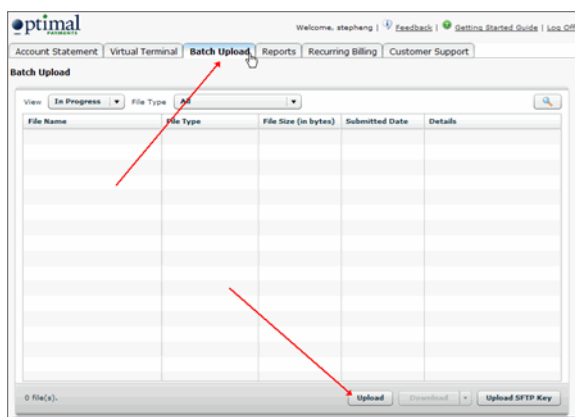 optimal
PAYMENTS
Welcome, stepheng | Feedback | Getting Started Guide | Log Off
Account Statement Virtual Terminal Batch Upload Reports Recurring Billing Customer Support
Batch Upload
View In Progress File Type All
File Name File Type File Size (in bytes) Submitted Date Details
0 file(s). Upload Download Upload SFTP Key